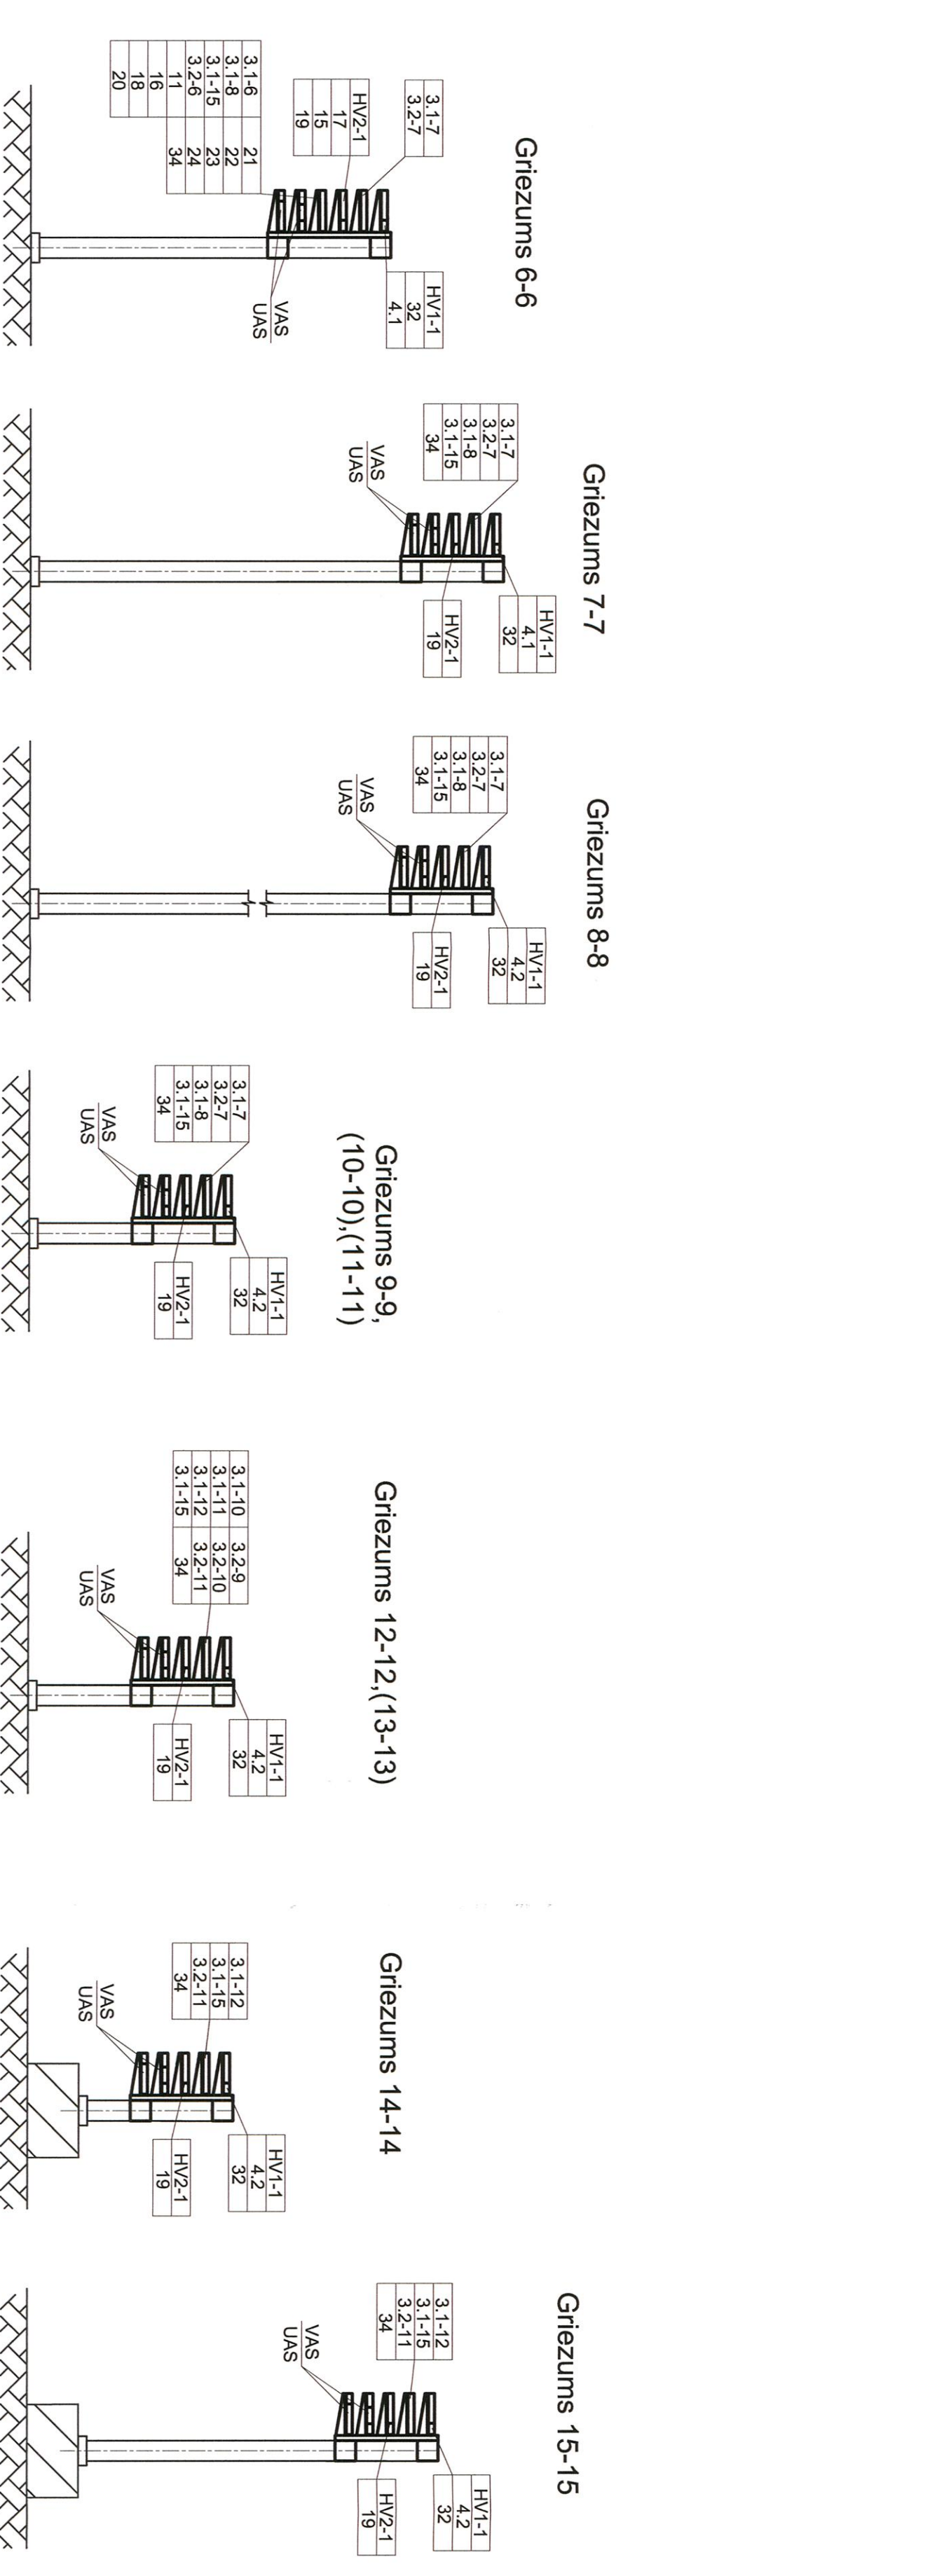 Griezums 6-6
3.1-7
3.2-7
HV2-1
17
15
19
3.1-6 21
3.1-8 22
3.1-15 23
3.2-6 24
11 34
16
18
20
HV1-1
32
4.1
VAS
UAS
Griezums 7-7
3.1-7
3.2-7
3.1-8
3.1-15
34
VAS
UAS
HV1-1
4.1
32
HV2-1
19
Griezums 8-8
3.1-7
3.2-7
3.1-8
3.1-15
34
VAS
UAS
HV1-1
4.2
32
HV2-1
19
Griezums 9-9,
(10-10),(11-11)
3.1-7
3.2-7
3.1-8
3.1-15
34
VAS
UAS
HV1-1
4.2
32
HV2-1
19
Griezums 12-12,(13-13)
3.1-10 3.2-9
3.1-11 3.2-10
3.1-12 3.2-11
3.1-15 34
VAS
UAS
HV1-1
4.2
32
HV2-1
19
Griezums 14-14
3.1-12
3.1-15
3.2-11
34
VAS
UAS
HV1-1
4.2
32
HV2-1
19
Griezums 15-15
3.1-12
3.1-15
3.2-11
34
VAS
UAS
HV1-1
4.2
32
HV2-1
19